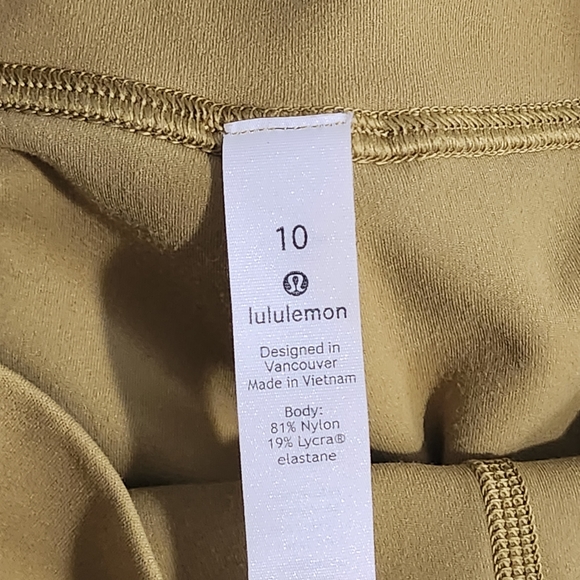 10
lululemon
Designed in
Vancouver
Made in Vietnam
Body:
81% Nylon
19% Lycra®
elastane